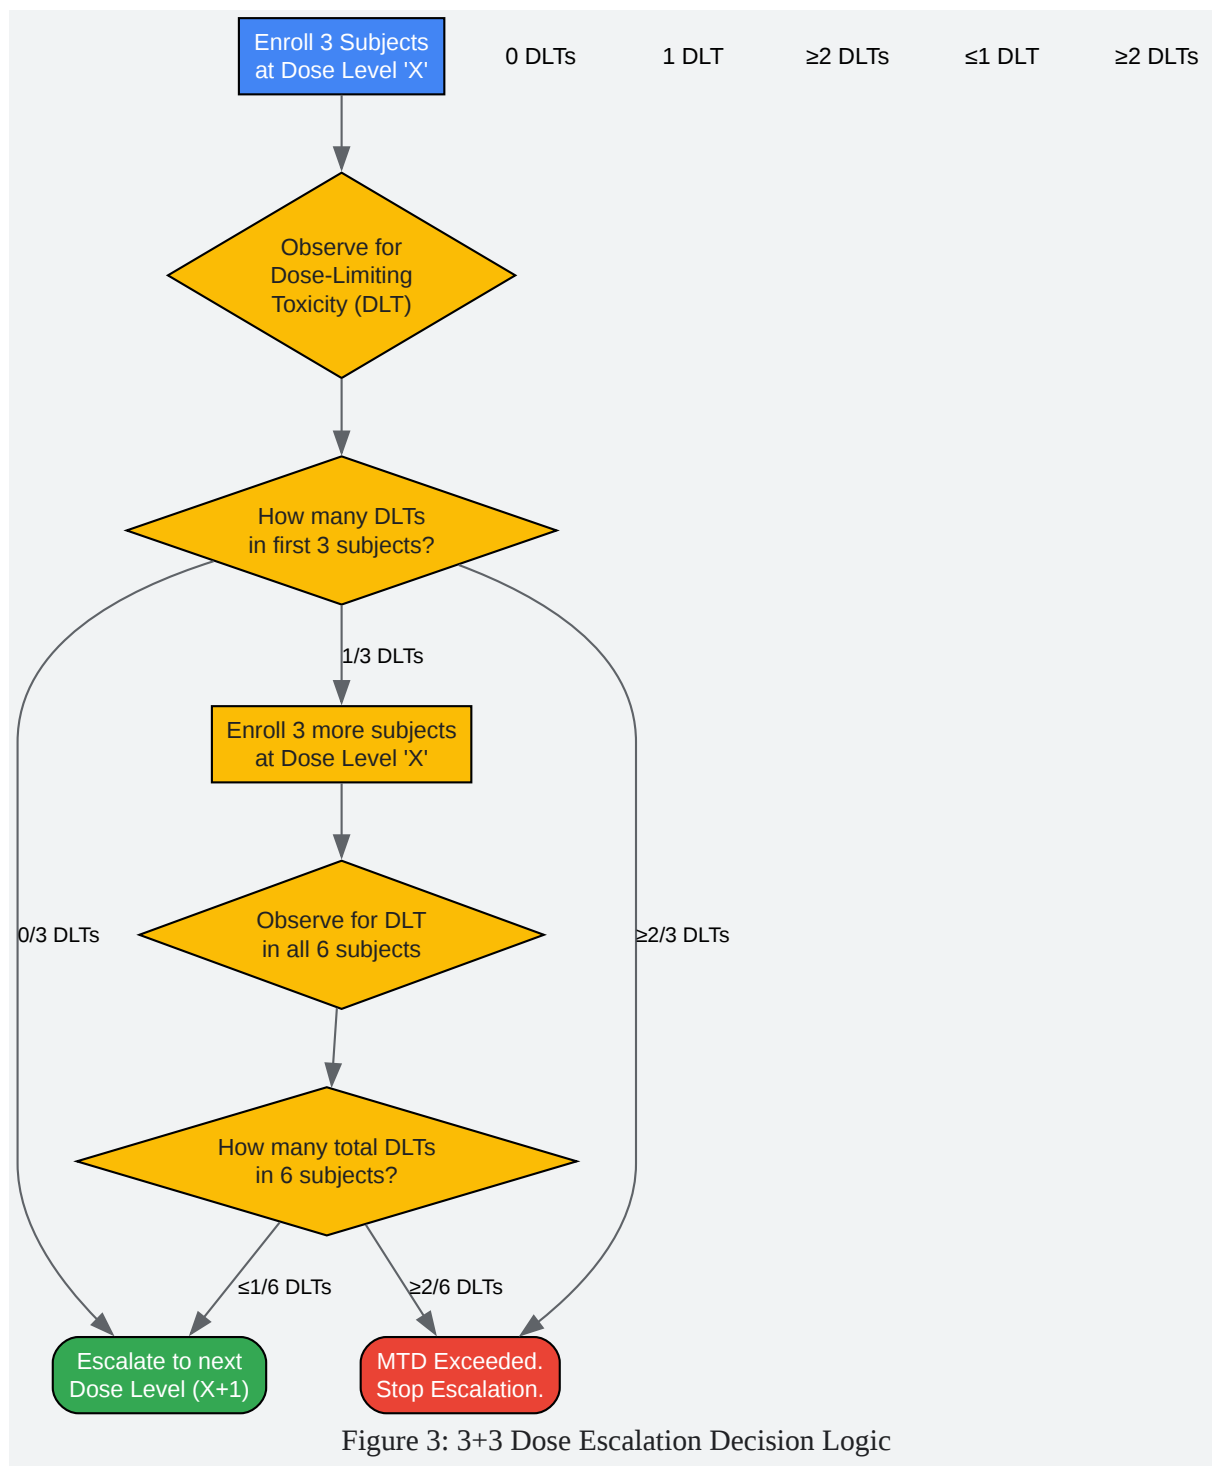 Enroll 3 Subjects
at Dose Level 'X'
0 DLTs
1 DLT
≥2 DLTs
≤1 DLT
≥2 DLTs
Observe for
Dose-Limiting
Toxicity (DLT)
How many DLTs
in first 3 subjects?
1/3 DLTs
Enroll 3 more subjects
at Dose Level 'X'
Observe for DLT
in all 6 subjects
0/3 DLTs
≥2/3 DLTs
How many total DLTs
in 6 subjects?
≤1/6 DLTs
≥2/6 DLTs
Escalate to next
Dose Level (X+1)
MTD Exceeded.
Stop Escalation.
Figure 3: 3+3 Dose Escalation Decision Logic